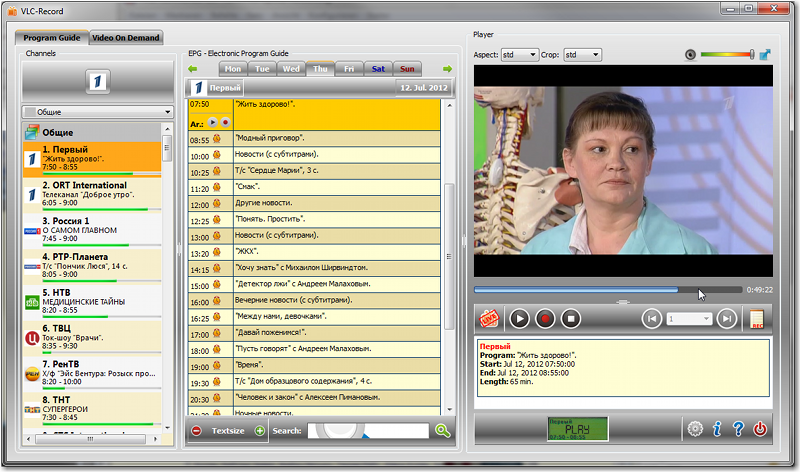 VLC-Record
Program Guide
Video On Demand
Channels
Общие
Общие
1. Первый
"Жить здорово!".
7:50 - 8:55
2. ORT International
Телеканал "Доброе утро".
6:05 - 9:00
3. Россия 1
О САМОМ ГЛАВНОМ
7:45 - 9:00
4. РТР-Планета
Т/с "Пончик Люся", 14 с.
8:05 - 9:00
5. НТВ
МЕДИЦИНСКИЕ ТАЙНЫ
8:20 - 9:00
6. ТВЦ
Ток-шоу "Врачи".
8:35 - 9:30
7. РенТВ
Х/ф "Эйс Вентура: Розыск про...
8:20 - 10:00
8. ТНТ
СУПЕРГЕРОИ
7:30 - 8:45
EPG - Electronic Program Guide
Mon Tue Wed Thu Fri Sat Sun
Первый 12. Jul. 2012
07:50 "Жить здорово!".
Ar.:
08:55 "Модный приговор".
10:00 Новости (с субтитрами).
10:25 Т/с "Сердце Марии", 3 с.
11:20 "Смак".
12:00 Другие новости.
12:25 "Понять. Простить".
13:00 Новости (с субтитрами).
13:20 "ЖКХ".
14:15 "Хочу знать" с Михаилом Ширвиндтом.
15:00 "Детектор лжи" с Андреем Малаховым.
16:00 Вечерние новости (с субтитрами).
16:25 "Между нами, девочками".
17:00 "Давай поженимся!".
18:00 "Пусть говорят" с Андреем Малаховым.
19:00 "Время".
19:30 Т/с "Дом образцового содержания", 4 с.
20:30 "Человек и закон" с Алексеем Пимановым.
Ночные новости.
Textsize
Search:
Player
Aspect: std Crop: std
0:49:22
LIVE
1
REC
Первый
Program: "Жить здорово!".
Start: Jul 12, 2012 07:50:00
End: Jul 12, 2012 08:55:00
Length: 65 min.
Первый
PLAY
07:50 - 08:55